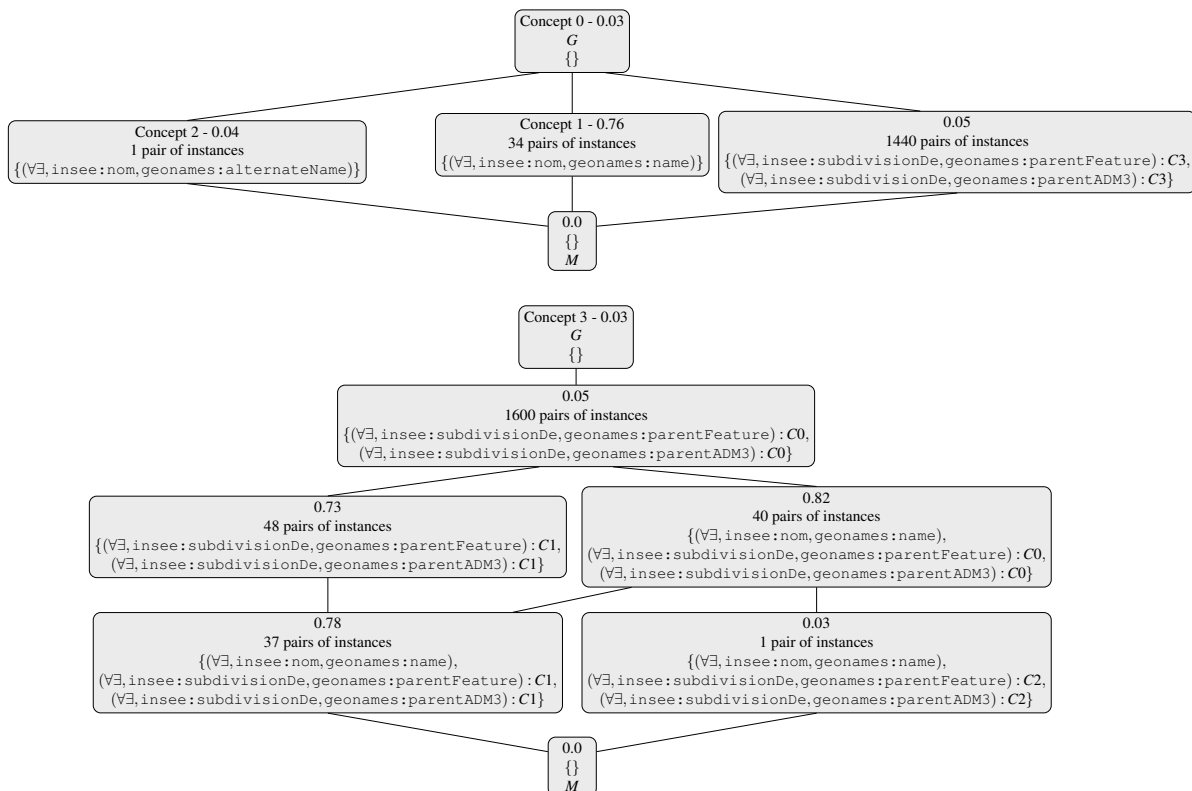 Concept 0 - 0.03
G
{}
Concept 2 - 0.04
1 pair of instances
{(∀∃,insee:nom,geonames:alternateName)}
Concept 1 - 0.76
34 pairs of instances
{(∀∃,insee:nom,geonames:name)}
0.05
1440 pairs of instances
{(∀∃,insee:subdivisionDe,geonames:parentFeature):C3,
(∀∃,insee:subdivisionDe,geonames:parentADM3):C3}
0.0
{}
M
Concept 3 - 0.03
G
{}
0.05
1600 pairs of instances
{(∀∃,insee:subdivisionDe,geonames:parentFeature):C0,
(∀∃,insee:subdivisionDe,geonames:parentADM3):C0}
0.73
48 pairs of instances
{(∀∃,insee:subdivisionDe,geonames:parentFeature):C1,
(∀∃,insee:subdivisionDe,geonames:parentADM3):C1}
0.82
40 pairs of instances
{(∀∃,insee:nom,geonames:name),
(∀∃,insee:subdivisionDe,geonames:parentFeature):C0,
(∀∃,insee:subdivisionDe,geonames:parentADM3):C0}
0.78
37 pairs of instances
{(∀∃,insee:nom,geonames:name),
(∀∃,insee:subdivisionDe,geonames:parentFeature):C1,
(∀∃,insee:subdivisionDe,geonames:parentADM3):C1}
0.03
1 pair of instances
{(∀∃,insee:nom,geonames:name),
(∀∃,insee:subdivisionDe,geonames:parentFeature):C2,
(∀∃,insee:subdivisionDe,geonames:parentADM3):C2}
0.0
{}
M